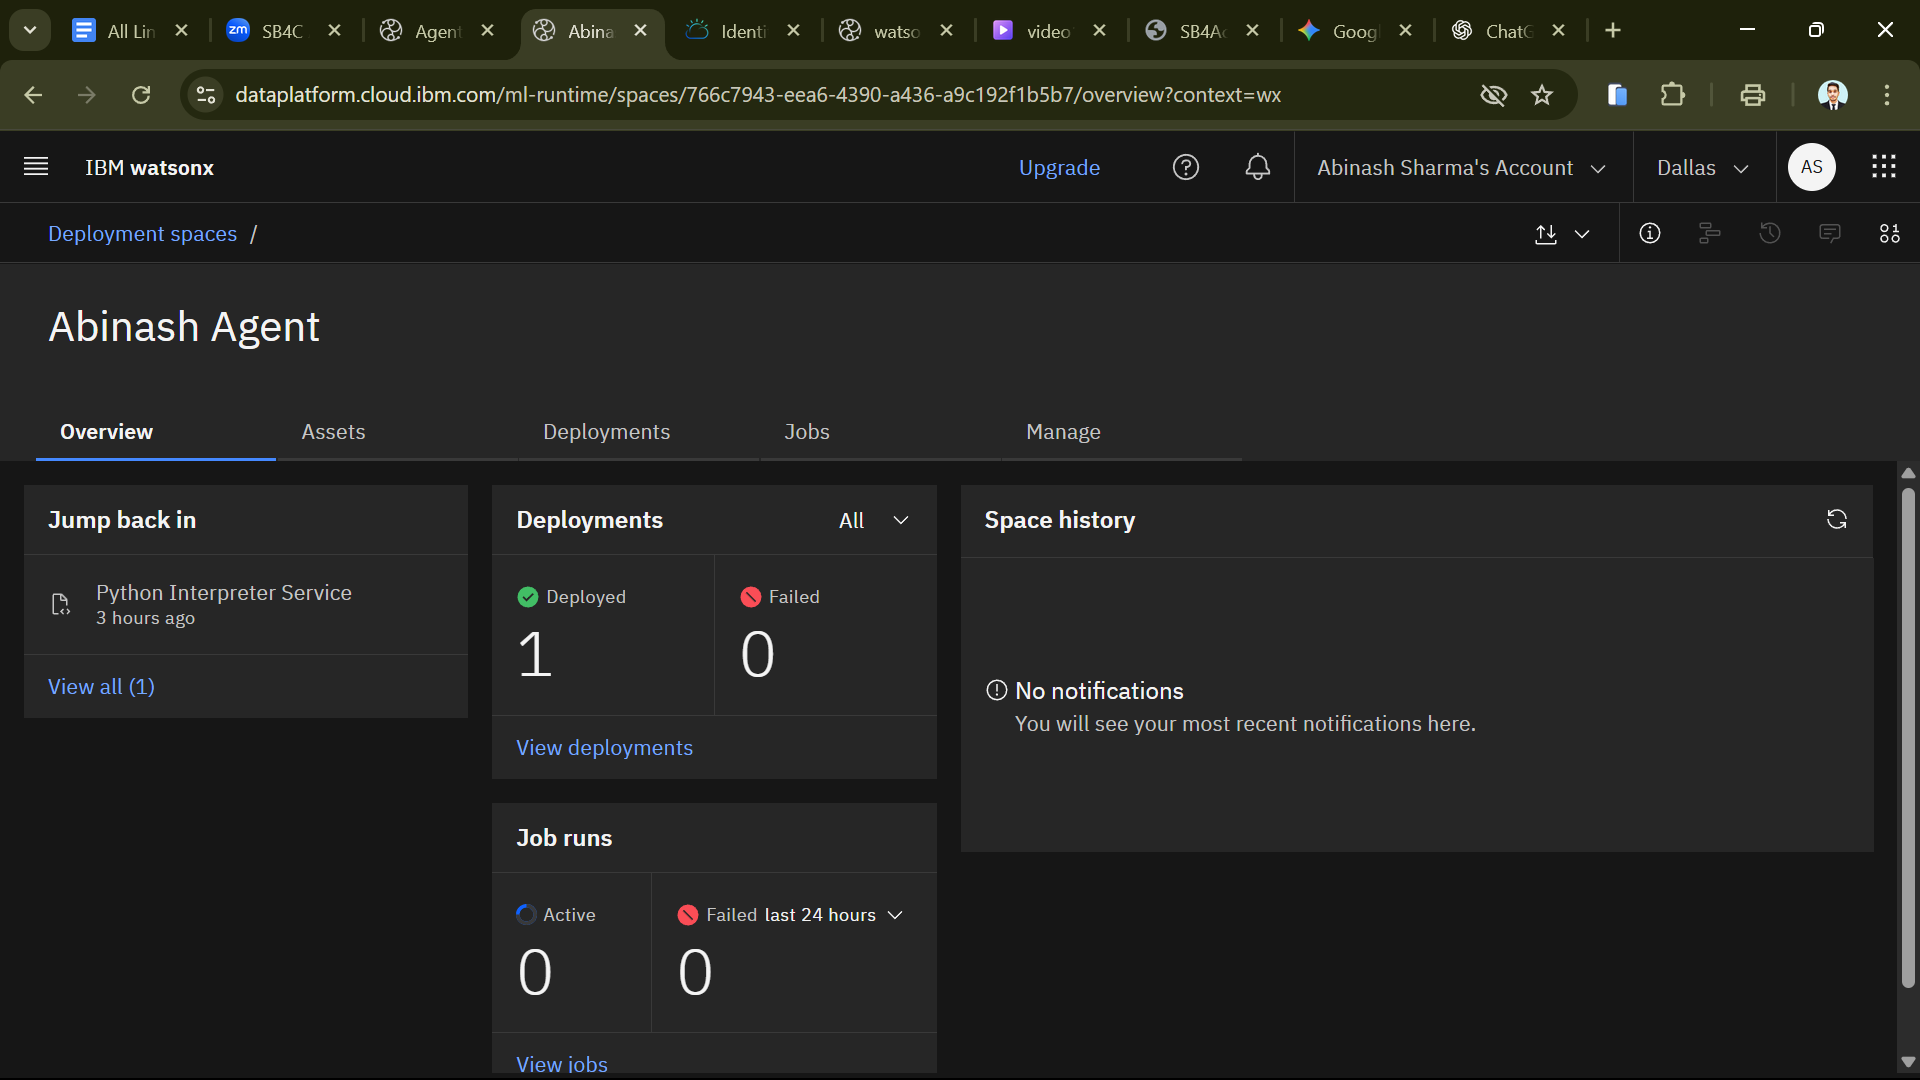 All Lin
SB4C
Agent
Abina
Identi
watso
video
SB4Ac
Googl
ChatG
dataplatform.cloud.ibm.com/ml-runtime/spaces/766c7943-eea6-4390-a436-a9c192f1b5b7/overview?context=wx
IBM watsonx
Upgrade
Abinash Sharma's Account
Dallas
AS
Deployment spaces /
Abinash Agent
Overview
Assets
Deployments
Jobs
Manage
Jump back in
Python Interpreter Service
3 hours ago
View all (1)
Deployments
All
Deployed
1
Failed
0
View deployments
Job runs
Active
0
Failed last 24 hours
0
View jobs
Space history
No notifications
You will see your most recent notifications here.